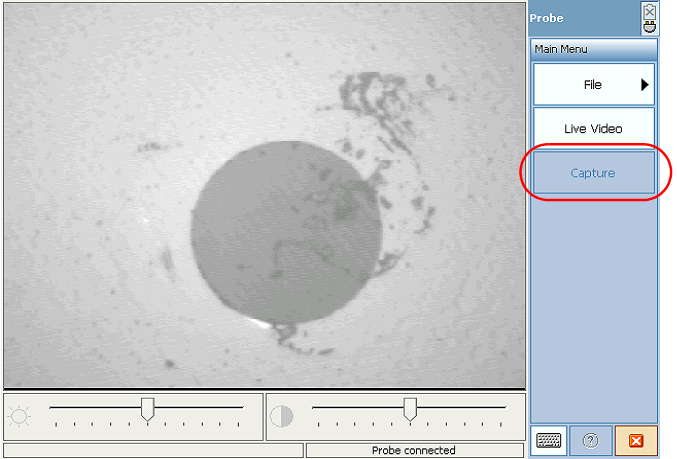 Probe
Main Menu
File
Live Video
Capture
Probe connected